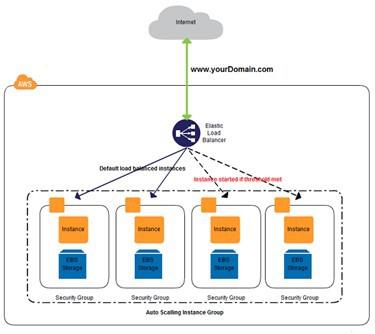 Internet
www.yourDomain.com
AWS
Elastic
Load
Balancer
Default load balanced instances
Instance started if threshold met
Instance
Instance
Instance
Instance
EBS
Storage
EBS
Storage
EBS
Storage
EBS
Storage
Security Group
Security Group
Security Group
Security Group
Auto Scalling Instance Group